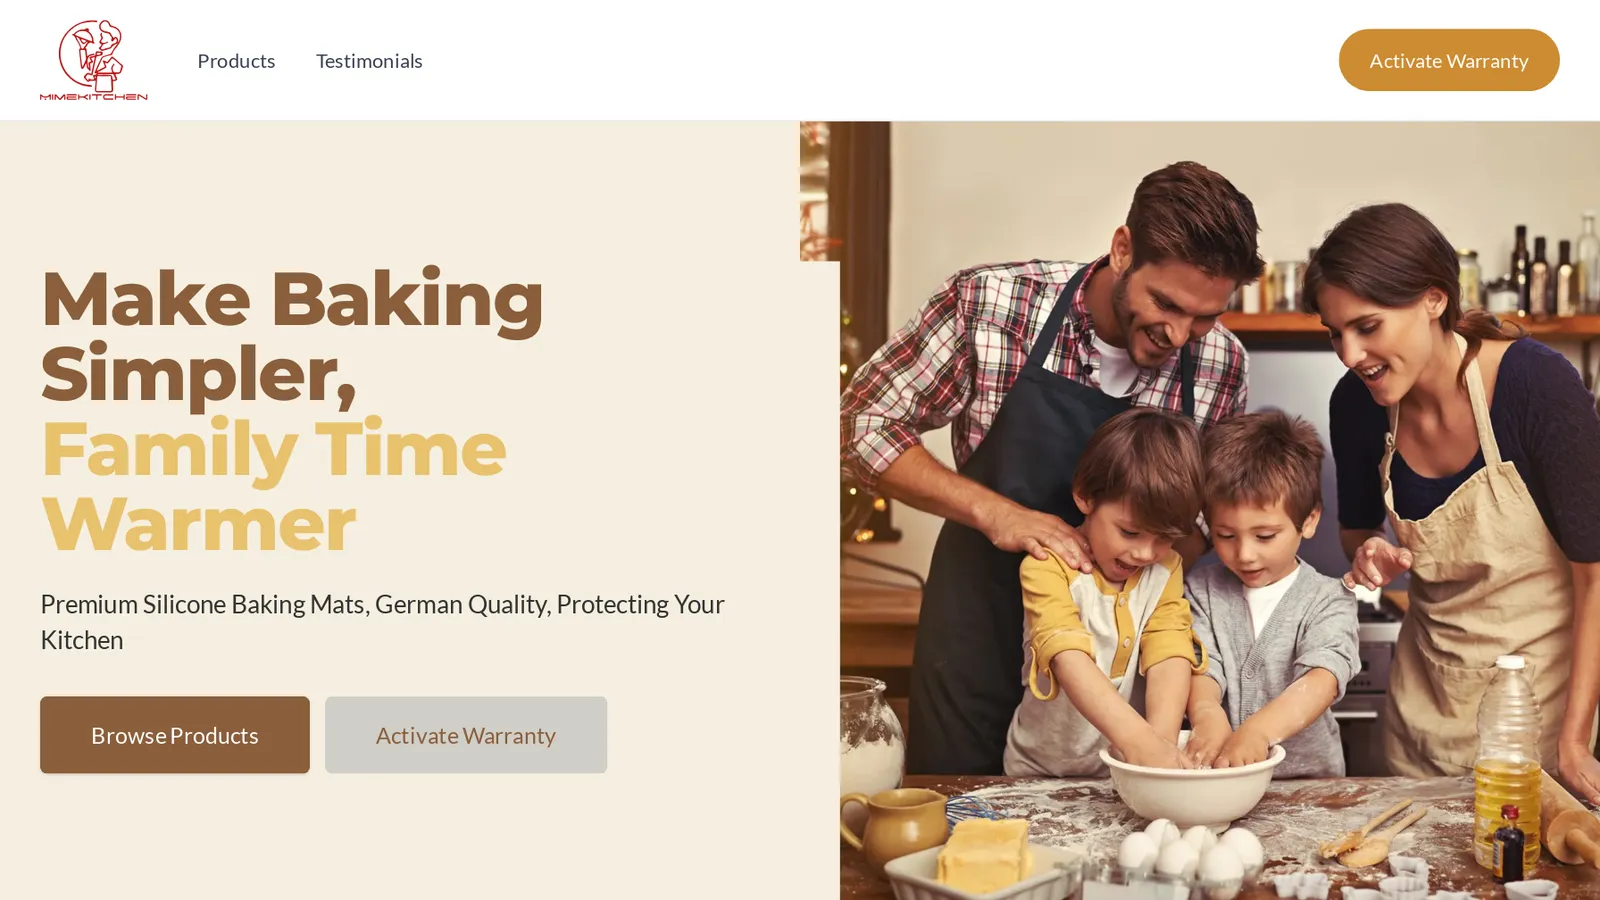 MIMEKITCHEN
Products
Testimonials
Activate Warranty
Make Baking
Simpler,
Family Time
Warmer
Premium Silicone Baking Mats, German Quality, Protecting Your
Kitchen
Browse Products
Activate Warranty